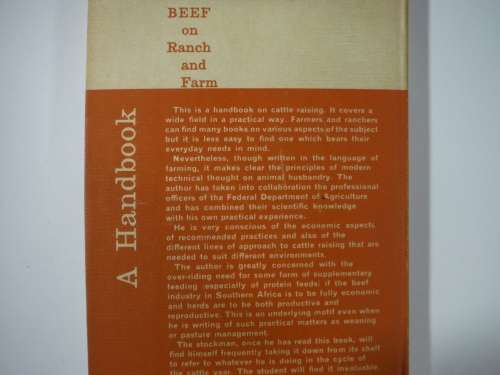 BEEF
on
Ranch
and
Farm
A Handbook
This is a handbook on cattle raising. It covers a
wide field in a practical way. Farmers and ranchers
can find many books on various aspects of the subject
but it is less easy to find one which bears their
everyday needs in mind.
Nevertheless, though written in the language of
farming, it makes clear the principles of modern
technical thought on animal husbandry. The
author has taken into collaboration the professional
officers of the Federal Department of Agriculture
and has combined their scientific knowledge
with his own practical experience.
He is very conscious of the economic aspects
of recommended practices and also of the
different lines of approach to cattle raising that are
needed to suit different environments.
The author is greatly concerned with the
over-riding need for some form of supplementary
feeding especially of protein feeds: if the beef
industry in Southern Africa is to be fully economic
and herds are to be both productive and
reproductive. This is an underlying motif even when
he is writing of such practical matters as weaning
or pasture management.
The stockman, once he has read this book, will
find himself frequently taking it down from its shelf
to refer to whatever he is doing in the cycle of
the cattle year. The student will find it invaluable